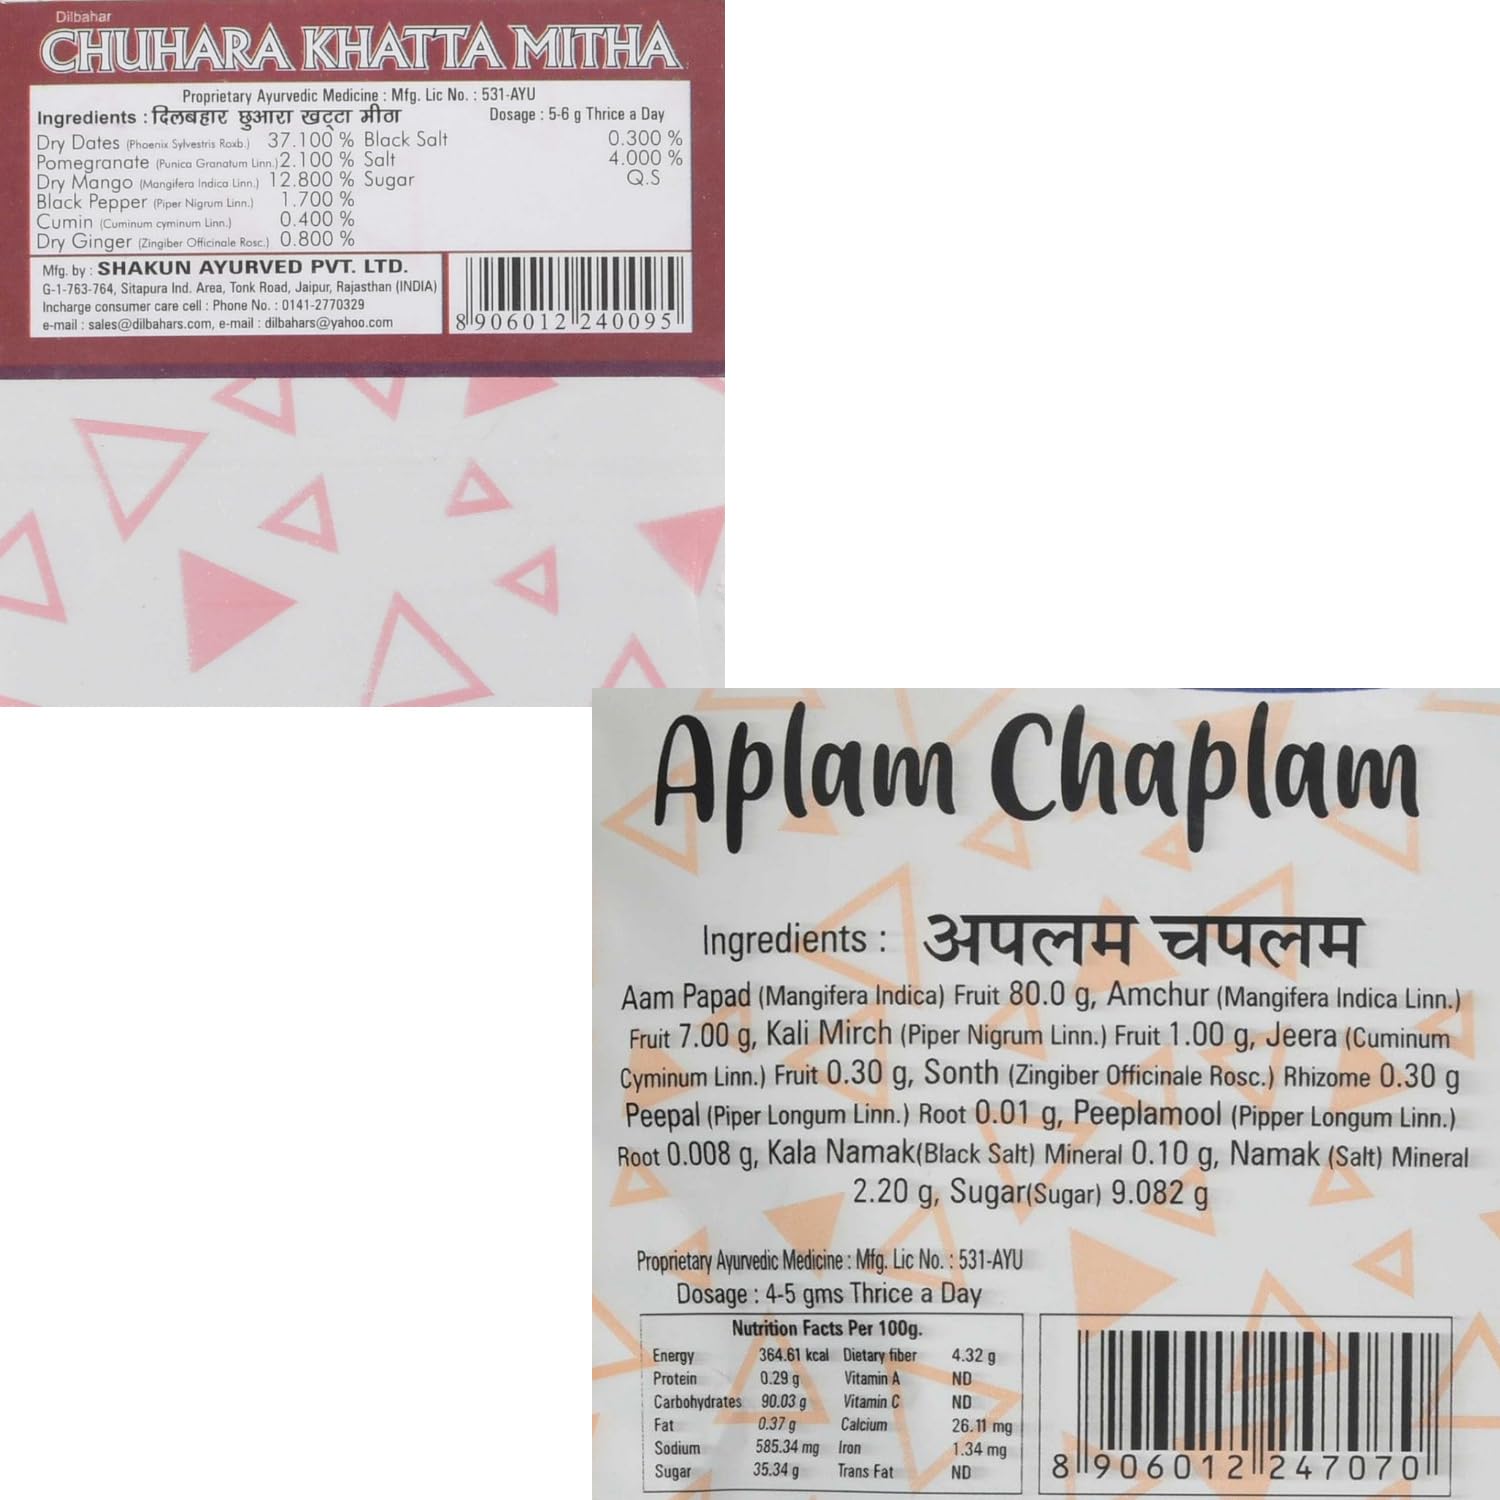 Dilbahar
CHUHARA KHATTA MITHA
Proprietary Ayurvedic Medicine : Mfg. Lic No. : 531-AYU
Ingredients : दिलबहार छुआरा खट्टा मीठा Dosage : 5-6 g Thrice a Day
Dry Dates (Phoenix Sylvestris Roxb.) 37.100 % Black Salt 0.300 %
Pomegranate (Punica Granatum Linn.) 2.100 % Salt 4.000 %
Dry Mango (Mangifera Indica Linn.) 12.800 % Sugar Q.S
Black Pepper (Piper Nigrum Linn.) 1.700 %
Cumin (Cuminum cyminum Linn.) 0.400 %
Dry Ginger (Zingiber Officinale Rosc.) 0.800 %
Mfg. by : SHAKUN AYURVED PVT. LTD.
G-1-763-764, Sitapura Ind. Area, Tonk Road, Jaipur, Rajasthan (INDIA)
Incharge consumer care cell : Phone No. : 0141-2770329
e-mail : sales@dilbahars.com, e-mail : dilbahars@yahoo.com
8 906012 240095
Aplam Chaplam
Ingredients : अपलम चपलम
Aam Papad (Mangifera Indica) Fruit 80.0 g, Amchur (Mangifera Indica Linn.)
Fruit 7.00 g, Kali Mirch (Piper Nigrum Linn.) Fruit 1.00 g, Jeera (Cuminum
Cyminum Linn.) Fruit 0.30 g, Sonth (Zingiber Officinale Rosc.) Rhizome 0.30 g
Peepal (Piper Longum Linn.) Root 0.01 g, Peeplamool (Pipper Longum Linn.)
Root 0.008 g, Kala Namak(Black Salt) Mineral 0.10 g, Namak (Salt) Mineral
2.20 g, Sugar(Sugar) 9.082 g
Proprietary Ayurvedic Medicine : Mfg. Lic No. : 531-AYU
Dosage : 4-5 gms Thrice a Day
Nutrition Facts Per 100g.
Energy 364.61 kcal Dietary fiber 4.32 g
Protein 0.29 g Vitamin A ND
Carbohydrates 90.03 g Vitamin C ND
Fat 0.37 g Calcium 26.11 mg
Sodium 585.34 mg Iron 1.34 mg
Sugar 35.34 g Trans Fat ND
8 906012 247070